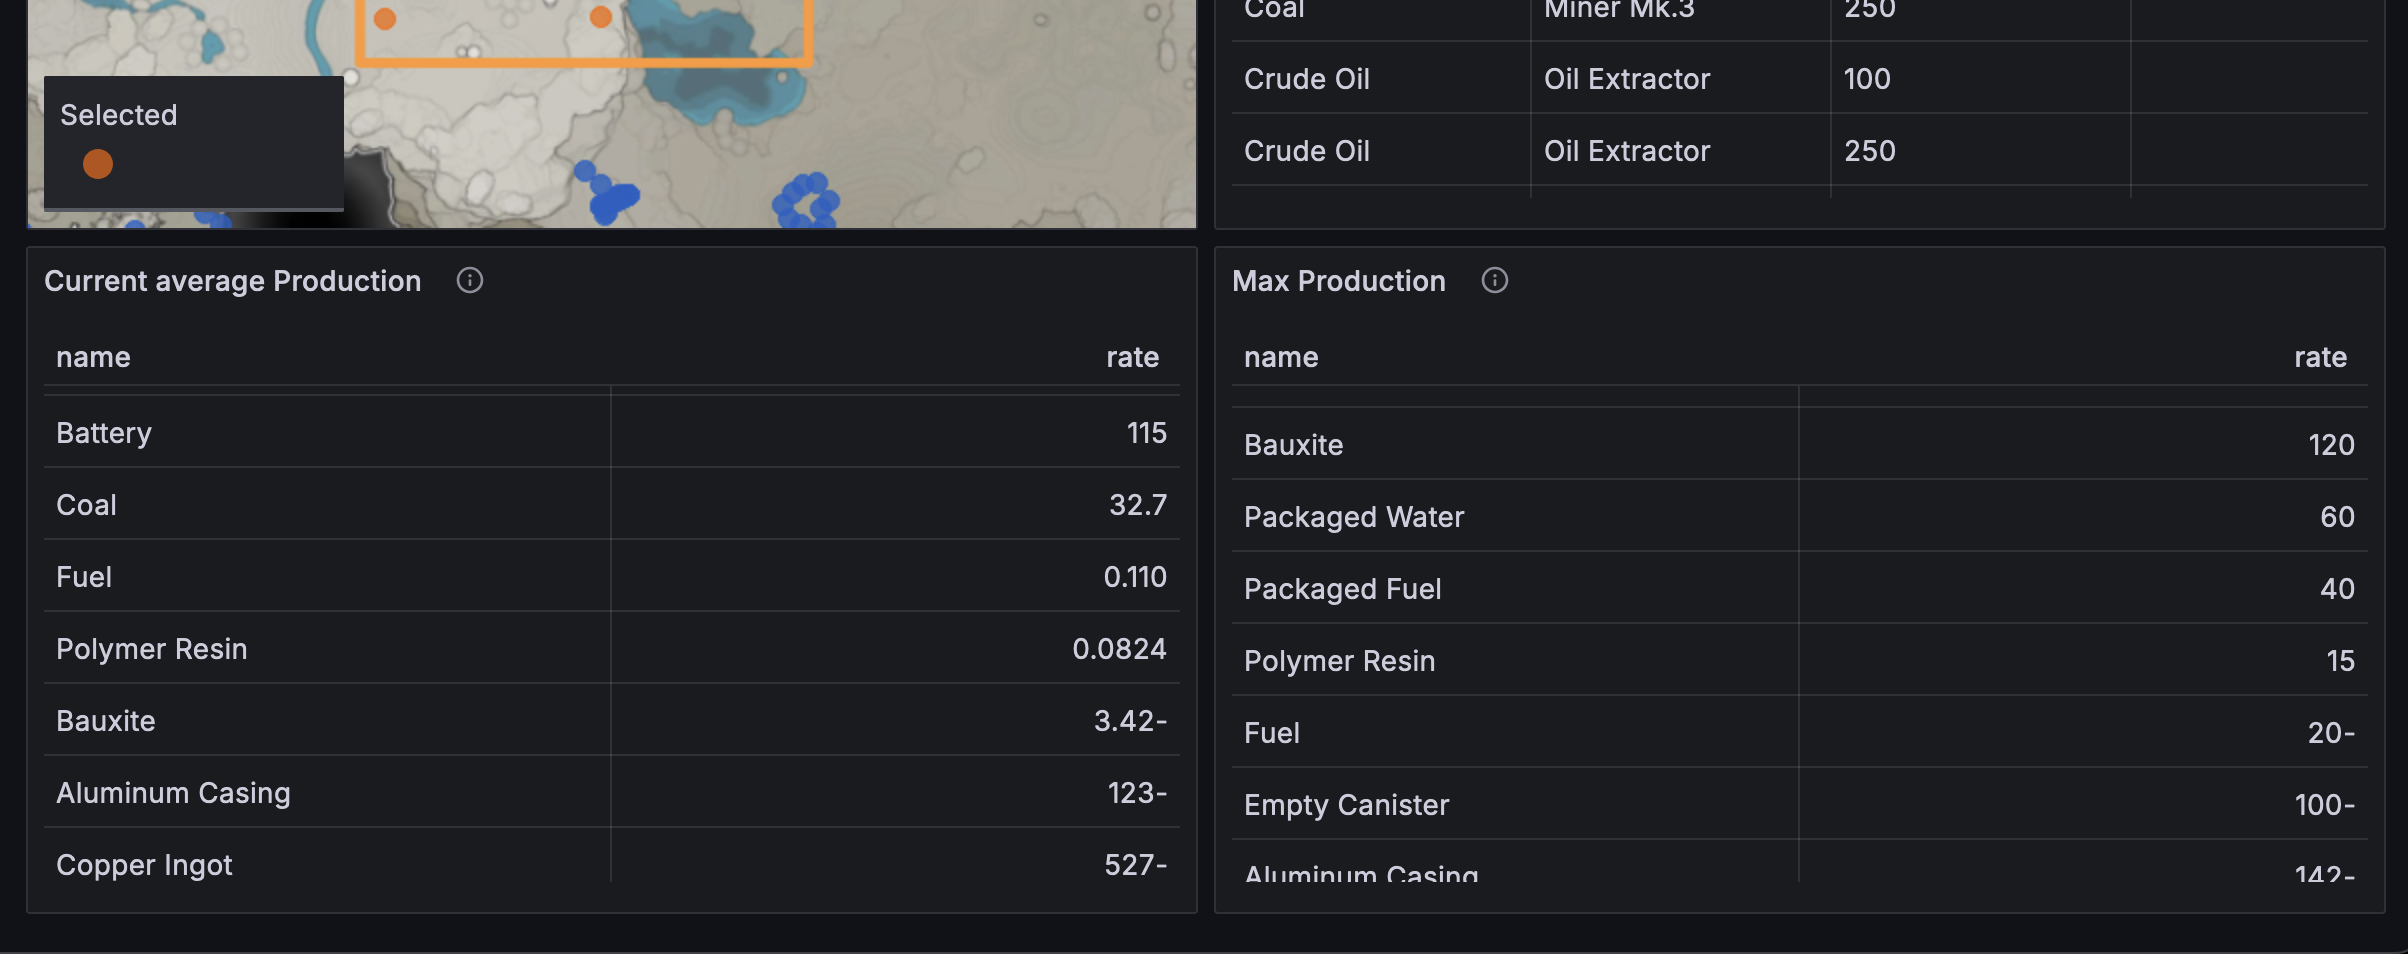 Coal Miner Mk.3 250
Crude Oil Oil Extractor 100
Crude Oil Oil Extractor 250
Selected
Current average Production
name rate
Battery 115
Coal 32.7
Fuel 0.110
Polymer Resin 0.0824
Bauxite 3.42-
Aluminum Casing 123-
Copper Ingot 527-
Max Production
name rate
Bauxite 120
Packaged Water 60
Packaged Fuel 40
Polymer Resin 15
Fuel 20-
Empty Canister 100-
Aluminum Casing 142-